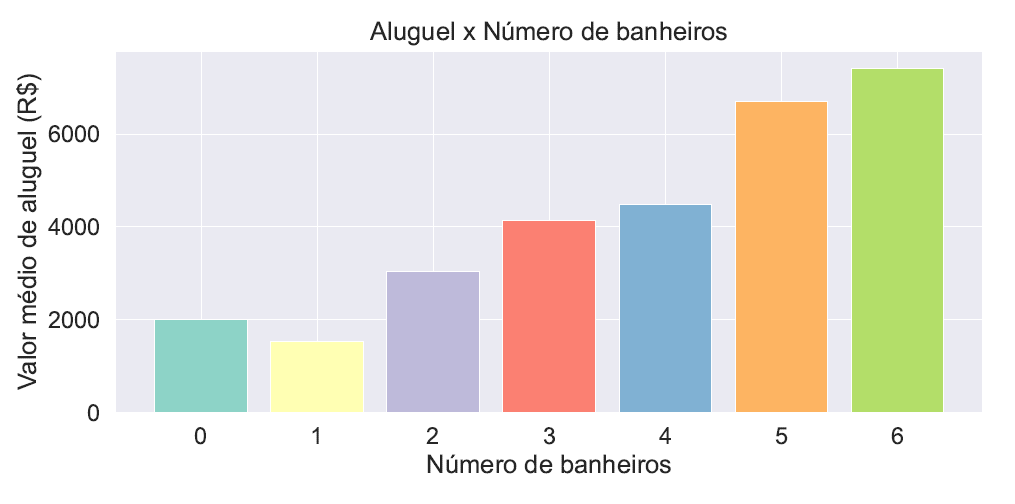 Aluguel x Número de banheiros
Valor médio de aluguel (R$)
6000
4000
2000
0
0 1 2 3 4 5 6
Número de banheiros